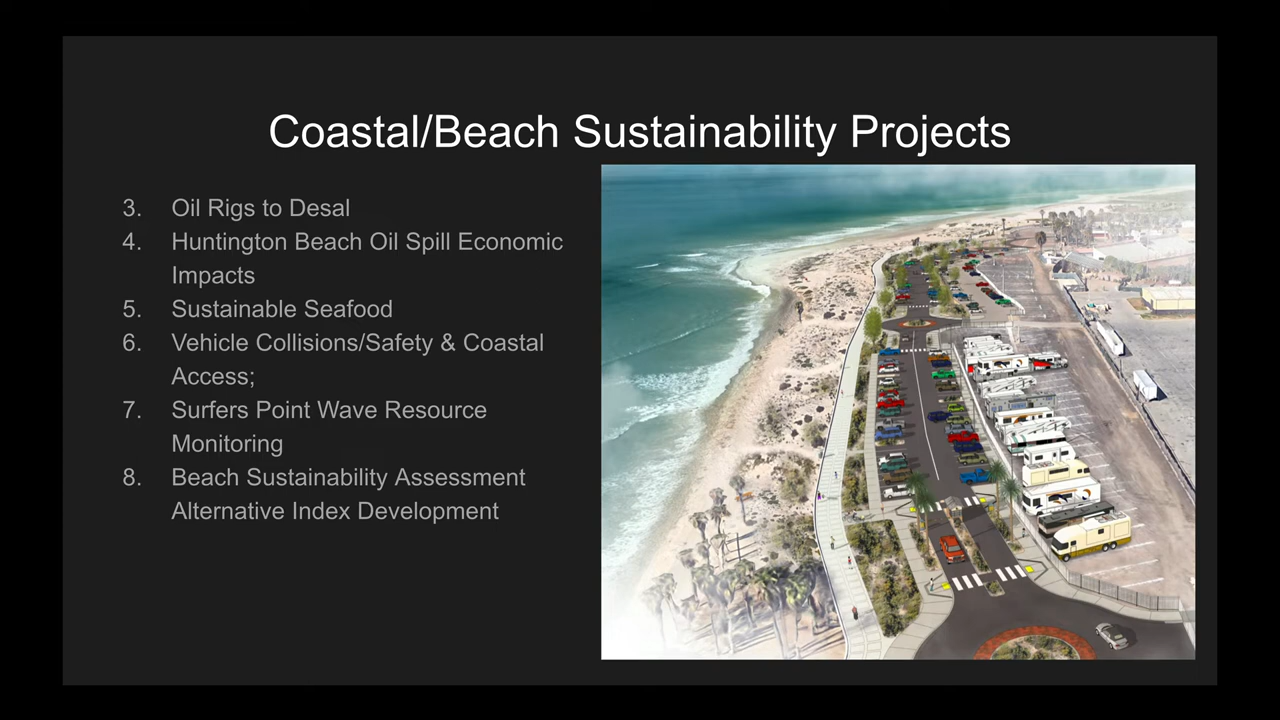 Coastal/Beach Sustainability Projects
3. Oil Rigs to Desal
4. Huntington Beach Oil Spill Economic
Impacts
5. Sustainable Seafood
6. Vehicle Collisions/Safety & Coastal
Access;
7. Surfers Point Wave Resource
Monitoring
8. Beach Sustainability Assessment
Alternative Index Development